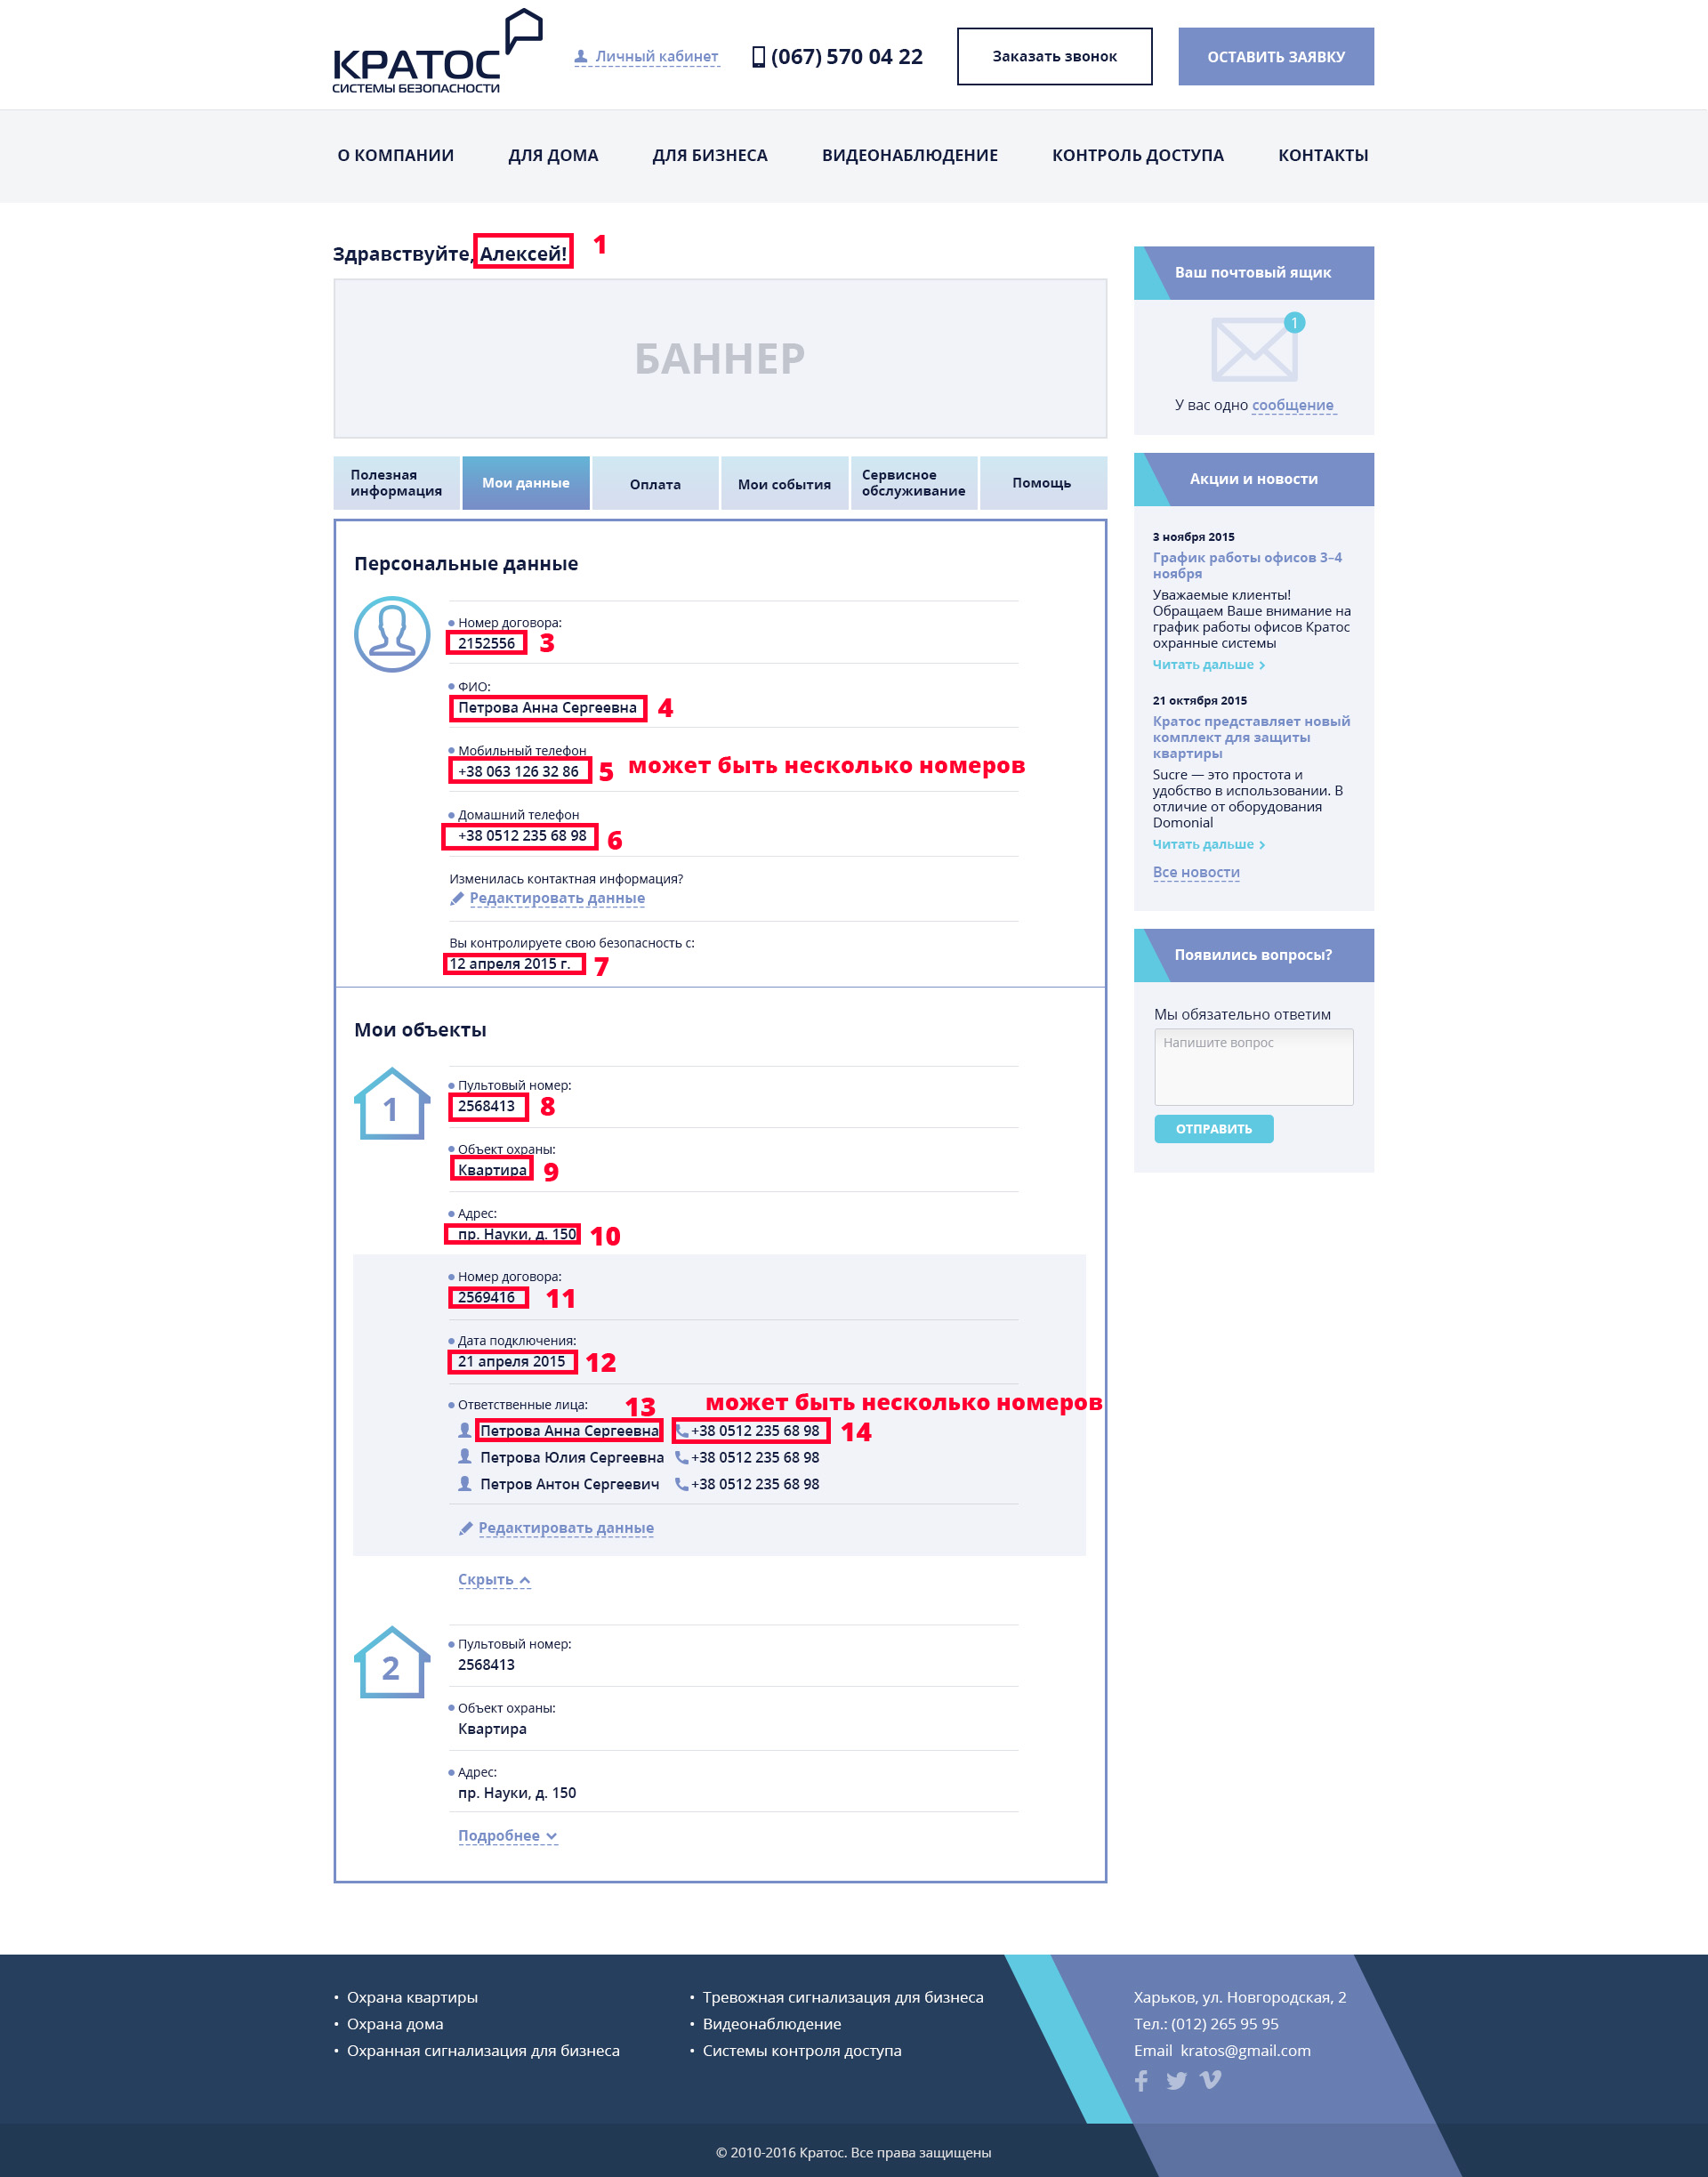 КРАТОС
СИСТЕМЫ БЕЗОПАСНОСТИ
Личный кабинет
(067) 570 04 22
Заказать звонок
ОСТАВИТЬ ЗАЯВКУ
О КОМПАНИИ
ДЛЯ ДОМА
ДЛЯ БИЗНЕСА
ВИДЕОНАБЛЮДЕНИЕ
КОНТРОЛЬ ДОСТУПА
КОНТАКТЫ
Здравствуйте, Алексей! 1
БАННЕР
Полезная
информация
Мои данные
Оплата
Мои события
Сервисное
обслуживание
Помощь
Персональные данные
Номер договора:
2152556 3
ФИО:
Петрова Анна Сергеевна 4
Мобильный телефон
+38 063 126 32 86 5 может быть несколько номеров
Домашний телефон
+38 0512 235 68 98 6
Изменилась контактная информация?
Редактировать данные
Вы контролируете свою безопасность с:
12 апреля 2015 г. 7
Мои объекты
1
Пультовый номер:
2568413 8
Объект охраны:
Квартира 9
Адрес:
пр. Науки, д. 150 10
Номер договора:
2569416 11
Дата подключения:
21 апреля 2015 12
Ответственные лица: 13 может быть несколько номеров
Петрова Анна Сергеевна +38 0512 235 68 98 14
Петрова Юлия Сергеевна +38 0512 235 68 98
Петров Антон Сергеевич +38 0512 235 68 98
Редактировать данные
Скрыть
2
Пультовый номер:
2568413
Объект охраны:
Квартира
Адрес:
пр. Науки, д. 150
Подробнее
Ваш почтовый ящик
1
У вас одно сообщение
Акции и новости
3 ноября 2015
График работы офисов 3–4
ноября
Уважаемые клиенты!
Обращаем Ваше внимание на
график работы офисов Кратос
охранные системы
Читать дальше
21 октября 2015
Кратос представляет новый
комплект для защиты
квартиры
Sucre — это простота и
удобство в использовании. В
отличие от оборудования
Domonial
Читать дальше
Все новости
Появились вопросы?
Мы обязательно ответим
Напишите вопрос
ОТПРАВИТЬ
• Охрана квартиры
• Охрана дома
• Охранная сигнализация для бизнеса
• Тревожная сигнализация для бизнеса
• Видеонаблюдение
• Системы контроля доступа
Харьков, ул. Новгородская, 2
Тел.: (012) 265 95 95
Email kratos@gmail.com
© 2010-2016 Кратос. Все права защищены